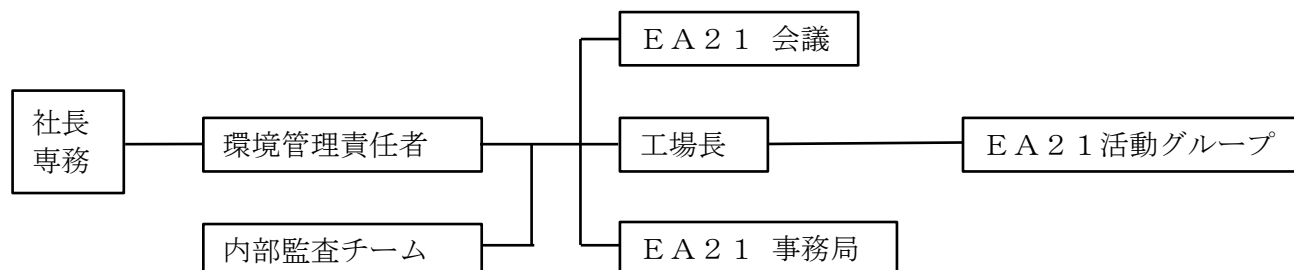 ＥＡ２１ 会議
社長
専務
環境管理責任者
工場長
ＥＡ２１活動グループ
内部監査チーム
ＥＡ２１ 事務局